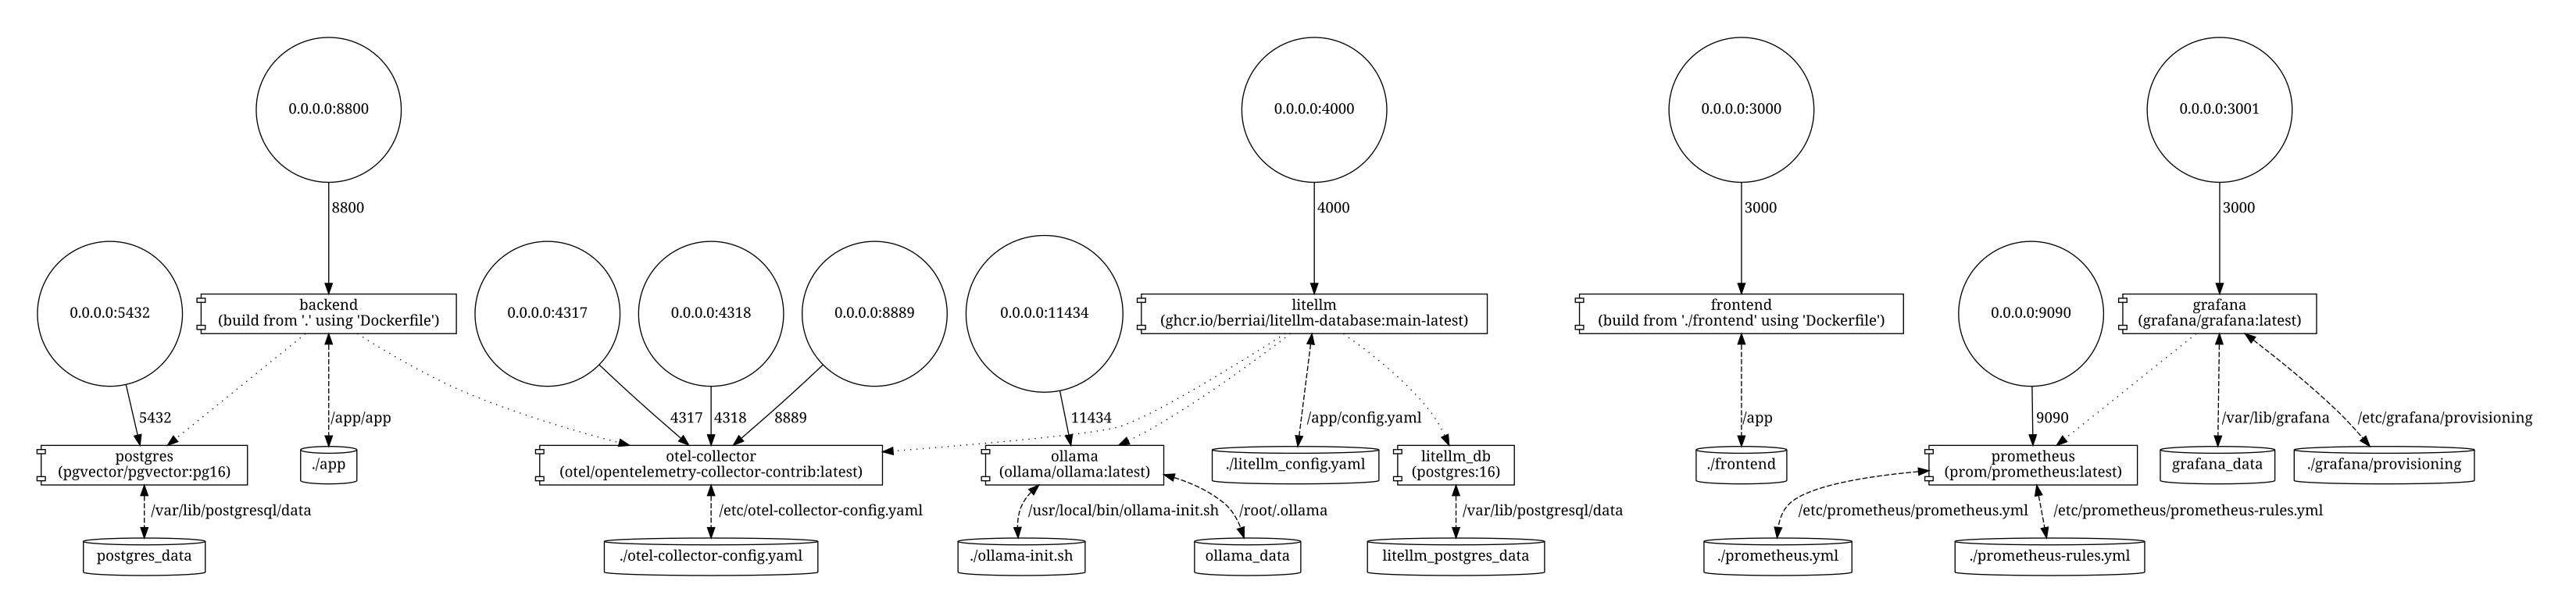 0.0.0.0:8800
0.0.0.0:4000
0.0.0.0:3000
0.0.0.0:3001
8800
4000
3000
3000
0.0.0.0:5432
backend
(build from '.' using 'Dockerfile')
0.0.0.0:4317
0.0.0.0:4318
0.0.0.0:8889
0.0.0.0:11434
litellm
(ghcr.io/berriai/litellm-database:main-latest)
frontend
(build from './frontend' using 'Dockerfile')
0.0.0.0:9090
grafana
(grafana/grafana:latest)
5432
/app/app
4317
4318
8889
11434
/app/config.yaml
/app
9090
/var/lib/grafana
/etc/grafana/provisioning
postgres
(pgvector/pgvector:pg16)
./app
otel-collector
(otel/opentelemetry-collector-contrib:latest)
ollama
(ollama/ollama:latest)
./litellm_config.yaml
litellm_db
(postgres:16)
./frontend
prometheus
(prom/prometheus:latest)
grafana_data
./grafana/provisioning
/var/lib/postgresql/data
/etc/otel-collector-config.yaml
/usr/local/bin/ollama-init.sh
/root/.ollama
/var/lib/postgresql/data
/etc/prometheus/prometheus.yml
/etc/prometheus/prometheus-rules.yml
postgres_data
./otel-collector-config.yaml
./ollama-init.sh
ollama_data
litellm_postgres_data
./prometheus.yml
./prometheus-rules.yml